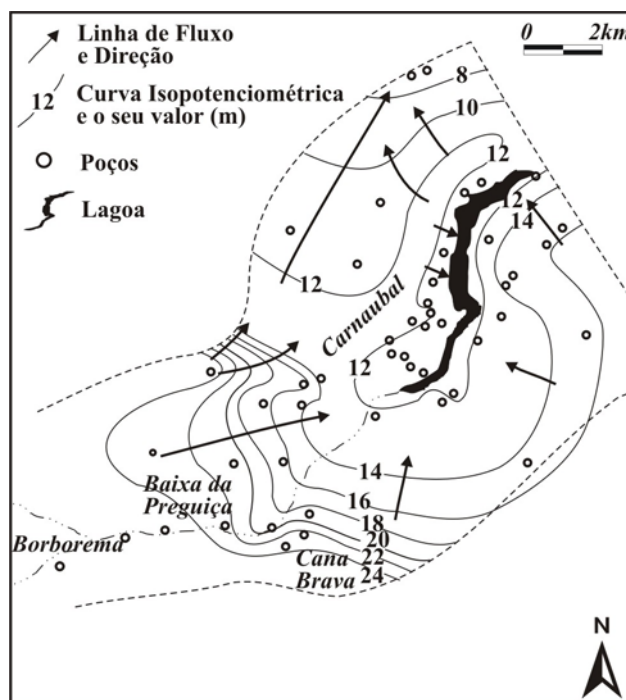 Linha de Fluxo
e Direção
0 2km
12 Curva Isopotenciométrica
e o seu valor (m)
Poços
Lagoa
8
10
12
12
14
12
Carnaubal
12
14
16
18
20
22
24
Baixa da
Preguiça
Borborema
Cana
Brava
N